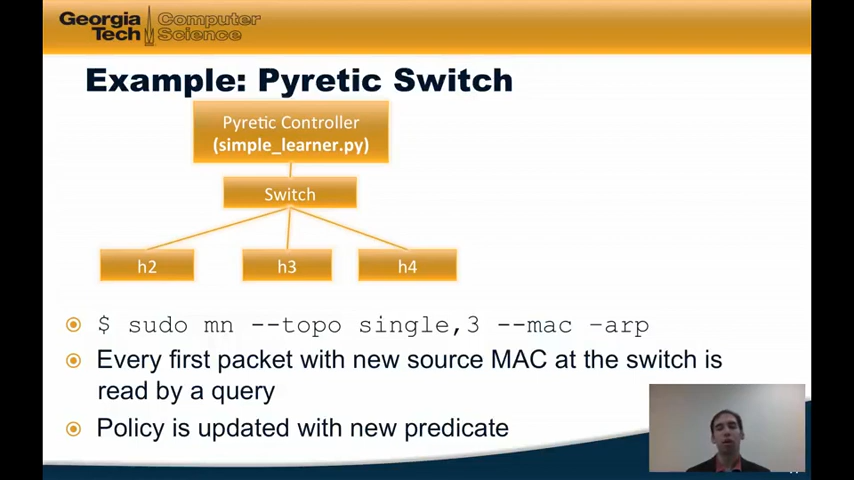 Georgia Tech
Computer Science
Example: Pyretic Switch
Pyretic Controller
(simple_learner.py)
Switch
h2 h3 h4
$ sudo mn --topo single,3 --mac –arp
Every first packet with new source MAC at the switch is
read by a query
Policy is updated with new predicate